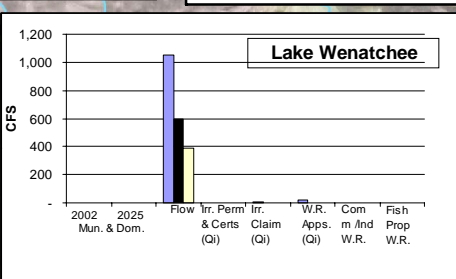 Lake Wenatchee
CFS
1,200
1,000
800
600
400
200
-
2002 2025 Flow Irr. Perm Irr. W.R. Com Fish
Mun. & Dom. & Certs Claim Apps. m /Ind Prop
(Qi) (Qi) (Qi) W.R. W.R.